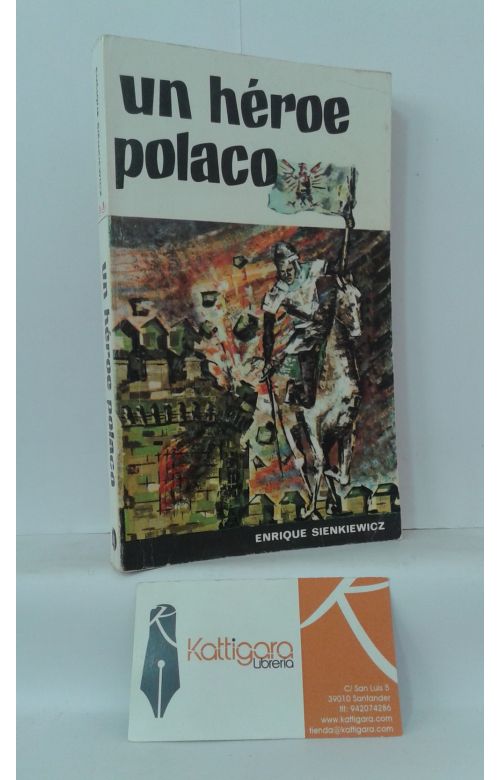 un héroe
polaco
un héroe polaco
ENRIQUE SIENKIEWICZ
Kattigara
Librería
C/ San Luis 5
39010 Santander
tlf: 942074286
www.kattigara.com
tienda@kattigara.com